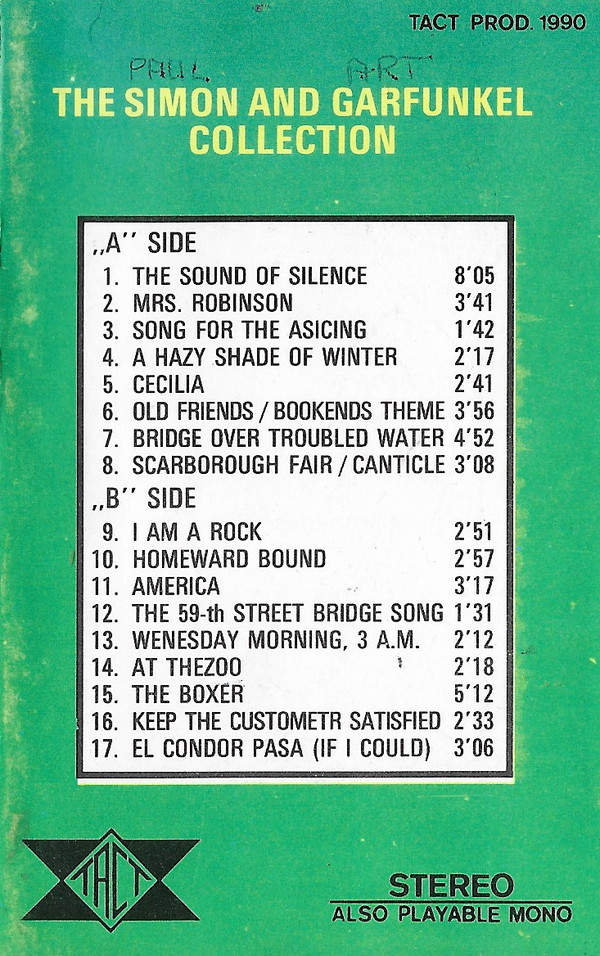 TACT PROD. 1990
PAUL ART
THE SIMON AND GARFUNKEL
COLLECTION
„A'' SIDE
1. THE SOUND OF SILENCE 8'05
2. MRS. ROBINSON 3'41
3. SONG FOR THE ASICING 1'42
4. A HAZY SHADE OF WINTER 2'17
5. CECILIA 2'41
6. OLD FRIENDS / BOOKENDS THEME 3'56
7. BRIDGE OVER TROUBLED WATER 4'52
8. SCARBOROUGH FAIR / CANTICLE 3'08
„B'' SIDE
9. I AM A ROCK 2'51
10. HOMEWARD BOUND 2'57
11. AMERICA 3'17
12. THE 59-th STREET BRIDGE SONG 1'31
13. WENESDAY MORNING, 3 A.M. 2'12
14. AT THEZOO 2'18
15. THE BOXER 5'12
16. KEEP THE CUSTOMETR SATISFIED 2'33
17. EL CONDOR PASA (IF I COULD) 3'06
TACT
STEREO
ALSO PLAYABLE MONO